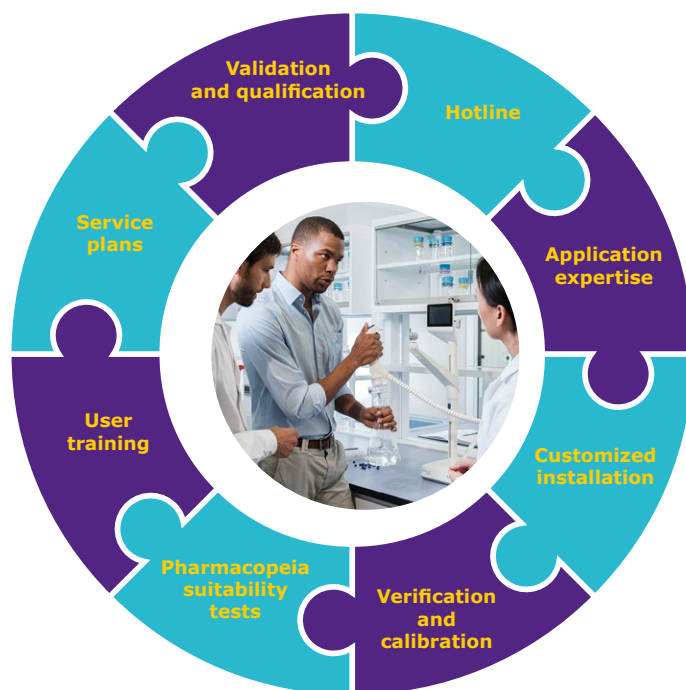 Validation
and qualification
Hotline
Application
expertise
Customized
installation
Verification
and
calibration
Pharmacopeia
suitability
tests
User
training
Service
plans